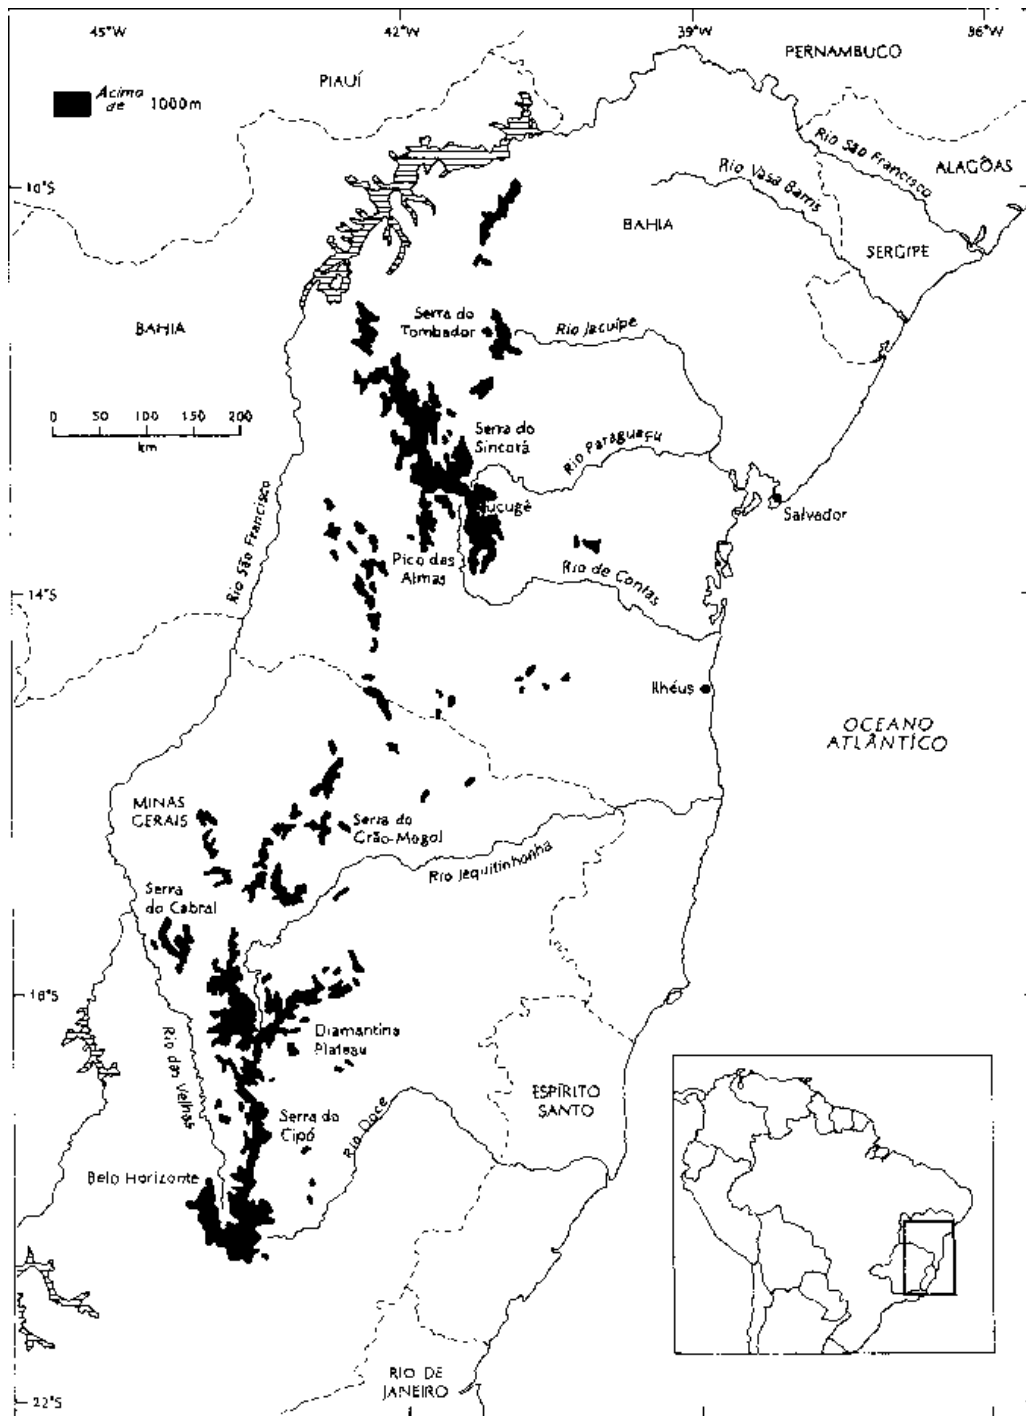 45°W
42°W
39°W
36°W
PERNAMBUCO
PIAUÍ
Acima
de 1000m
Rio São Francisco
ALAGÔAS
Rio Vasa Barris
10°S
BAHIA
SERGIPE
Serra do
Tombador
Rio Jacuípe
BAHIA
0 50 100 150 200
km
Serra do
Sincorá
Rio Paraguaçu
Rio São Francisco
Salvador
Pico das
Almas
Rio de Contas
14°S
Ilhéus
OCEANO
ATLÂNTÍCO
MINAS
GERAIS
Serra do
Grão-Mogol
Rio Jequitinhonha
Serra
do Cabral
18°S
Diamantina
Plateau
Rio das Velhas
ESPÍRITO
SANTO
Serra do
Cipó
Rio Doce
Belo Horizonte
RIO DE
JANEIRO
22°S